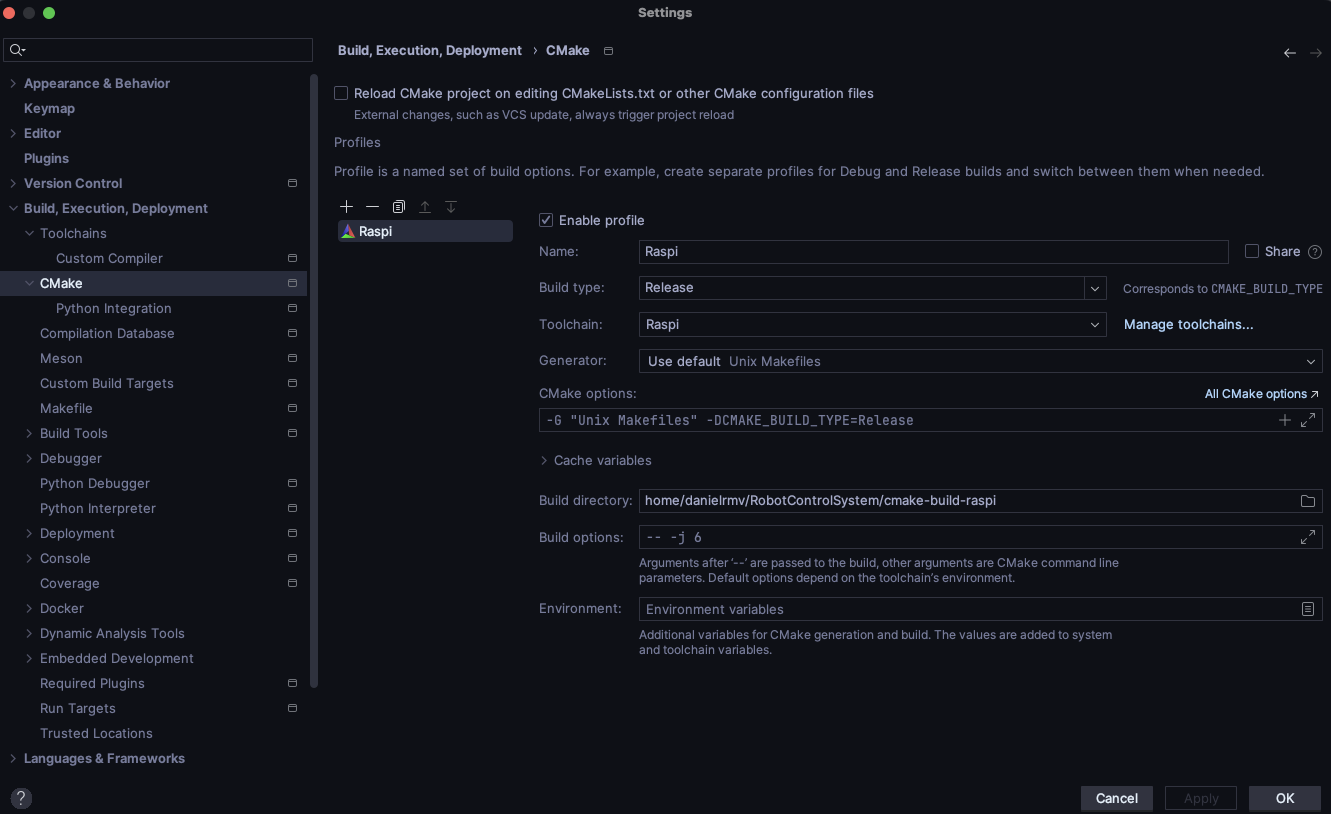 Settings
Build, Execution, Deployment › CMake
Appearance & Behavior
Keymap
Editor
Plugins
Version Control
Build, Execution, Deployment
Toolchains
Custom Compiler
CMake
Python Integration
Compilation Database
Meson
Custom Build Targets
Makefile
Build Tools
Debugger
Python Debugger
Python Interpreter
Deployment
Console
Coverage
Docker
Dynamic Analysis Tools
Embedded Development
Required Plugins
Run Targets
Trusted Locations
Languages & Frameworks
Reload CMake project on editing CMakeLists.txt or other CMake configuration files
External changes, such as VCS update, always trigger project reload
Profiles
Profile is a named set of build options. For example, create separate profiles for Debug and Release builds and switch between them when needed.
Raspi
Enable profile
Name: Raspi Share ?
Build type: Release Corresponds to CMAKE_BUILD_TYPE
Toolchain: Raspi Manage toolchains...
Generator: Use default Unix Makefiles
CMake options: All CMake options ↗
-G "Unix Makefiles" -DCMAKE_BUILD_TYPE=Release
Cache variables
Build directory: home/danielrmv/RobotControlSystem/cmake-build-raspi
Build options: -- -j 6
Arguments after ‘--’ are passed to the build, other arguments are CMake command line
parameters. Default options depend on the toolchain’s environment.
Environment: Environment variables
Additional variables for CMake generation and build. The values are added to system
and toolchain variables.
? Cancel Apply OK